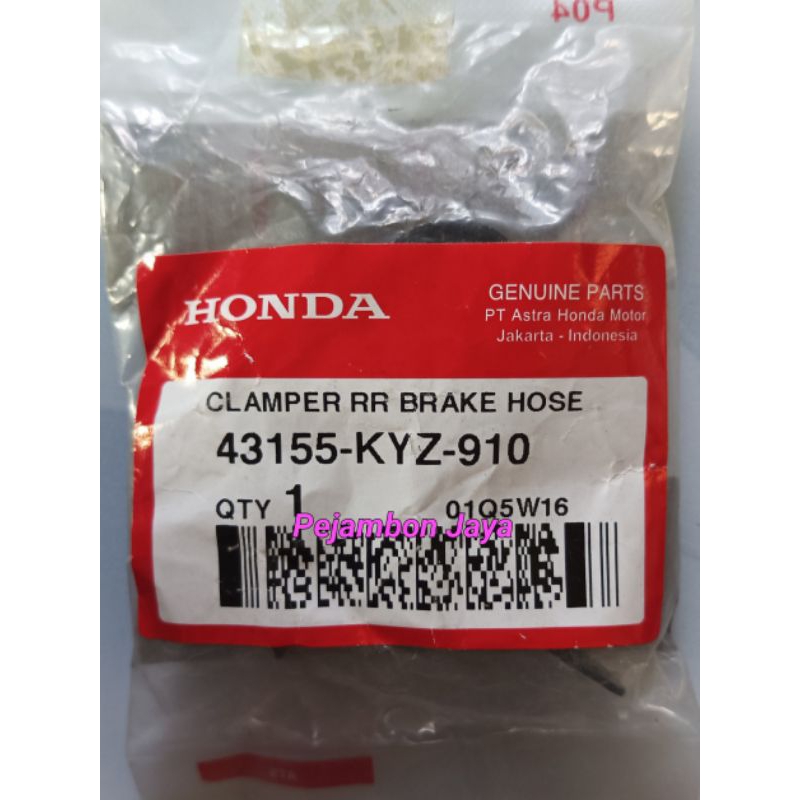 P04
HONDA
GENUINE PARTS
PT Astra Honda Motor
Jakarta - Indonesia
CLAMPER RR BRAKE HOSE
43155-KYZ-910
QTY 1 01Q5W16
Pejambon Jaya